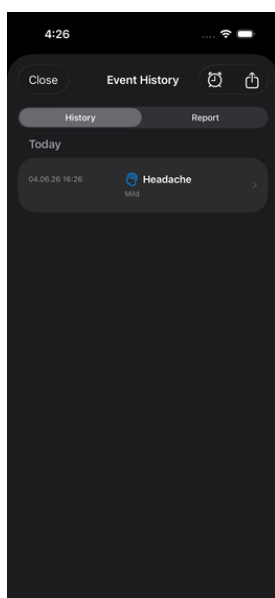 4:26
Close Event History
History Report
Today
04.06.26 16:26 Headache
Mild